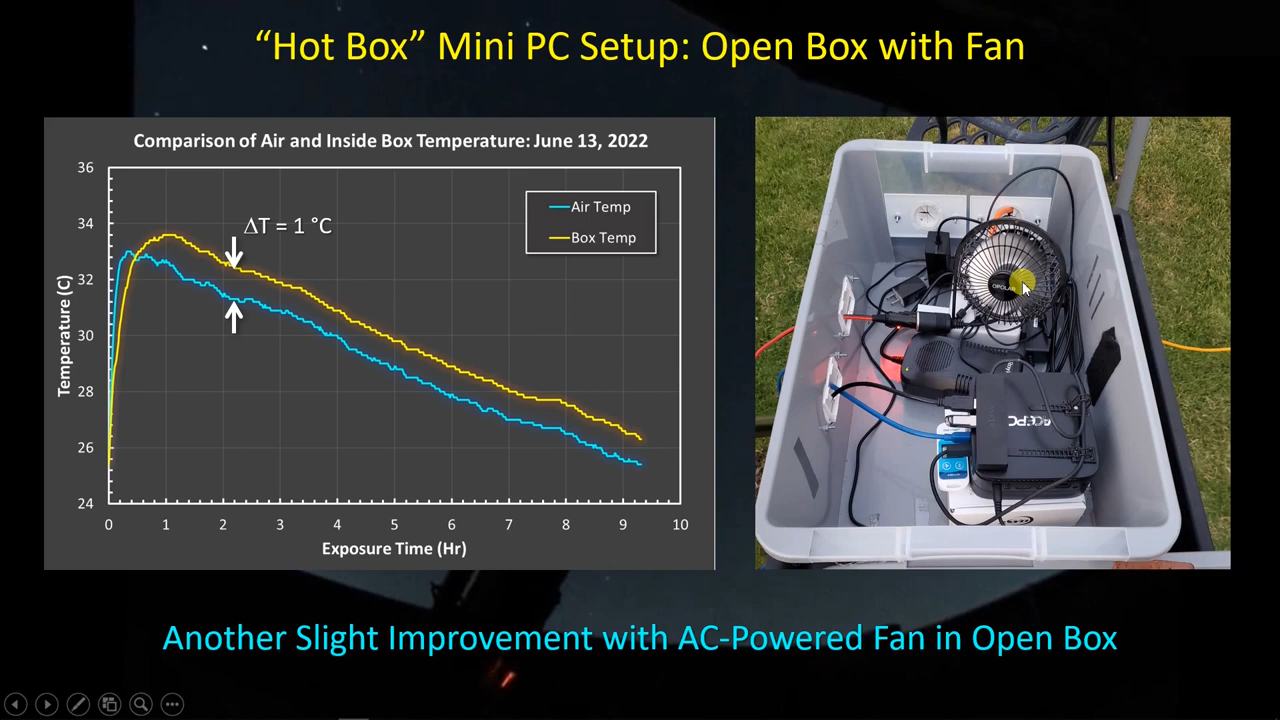 “Hot Box” Mini PC Setup: Open Box with Fan
Comparison of Air and Inside Box Temperature: June 13, 2022
36
34
32
30
28
26
24
Temperature (C)
ΔT = 1 °C
Air Temp
Box Temp
0 1 2 3 4 5 6 7 8 9 10
Exposure Time (Hr)
OPOLAR
ACEPC
Another Slight Improvement with AC-Powered Fan in Open Box